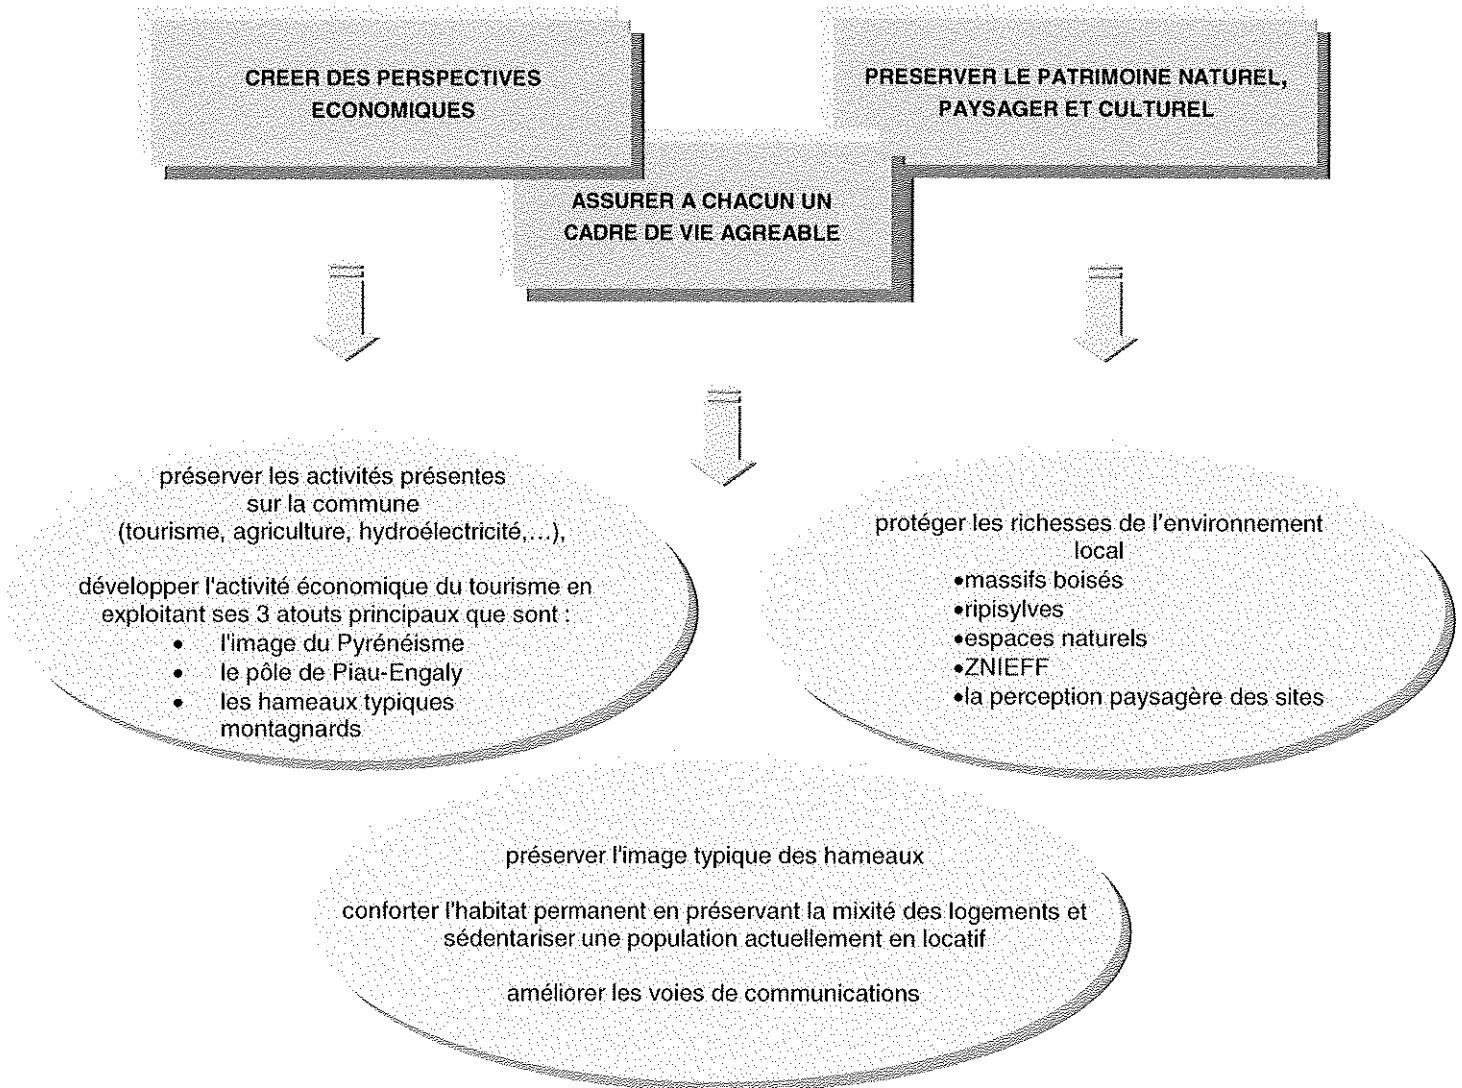 CREER DES PERSPECTIVES
ECONOMIQUES
PRESERVER LE PATRIMOINE NATUREL,
PAYSAGER ET CULTUREL
ASSURER A CHACUN UN
CADRE DE VIE AGREABLE
préserver les activités présentes
sur la commune
(tourisme, agriculture, hydroélectricité,…),
développer l'activité économique du tourisme en
exploitant ses 3 atouts principaux que sont :
• l'image du Pyrénéisme
• le pôle de Piau-Engaly
• les hameaux typiques
montagnards
protéger les richesses de l'environnement
local
•massifs boisés
•ripisylves
•espaces naturels
•ZNIEFF
•la perception paysagère des sites
préserver l'image typique des hameaux
conforter l'habitat permanent en préservant la mixité des logements et
sédentariser une population actuellement en locatif
améliorer les voies de communications